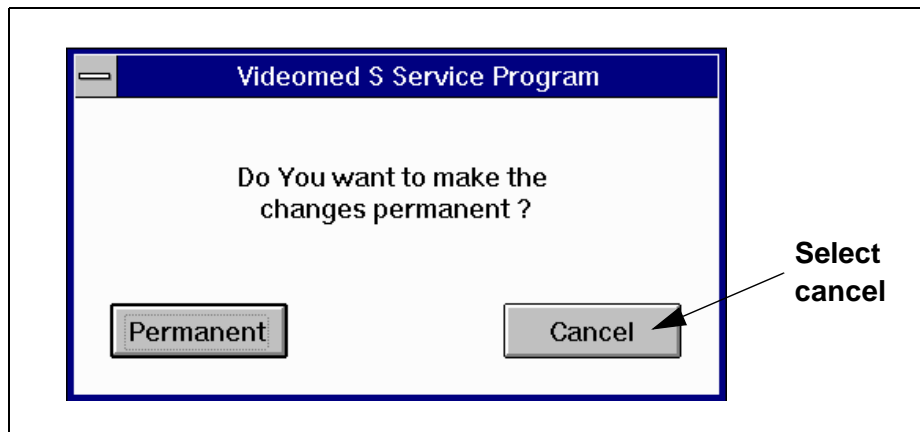 Videomed S Service Program
Do You want to make the
changes permanent ?
Select
cancel
Permanent
Cancel